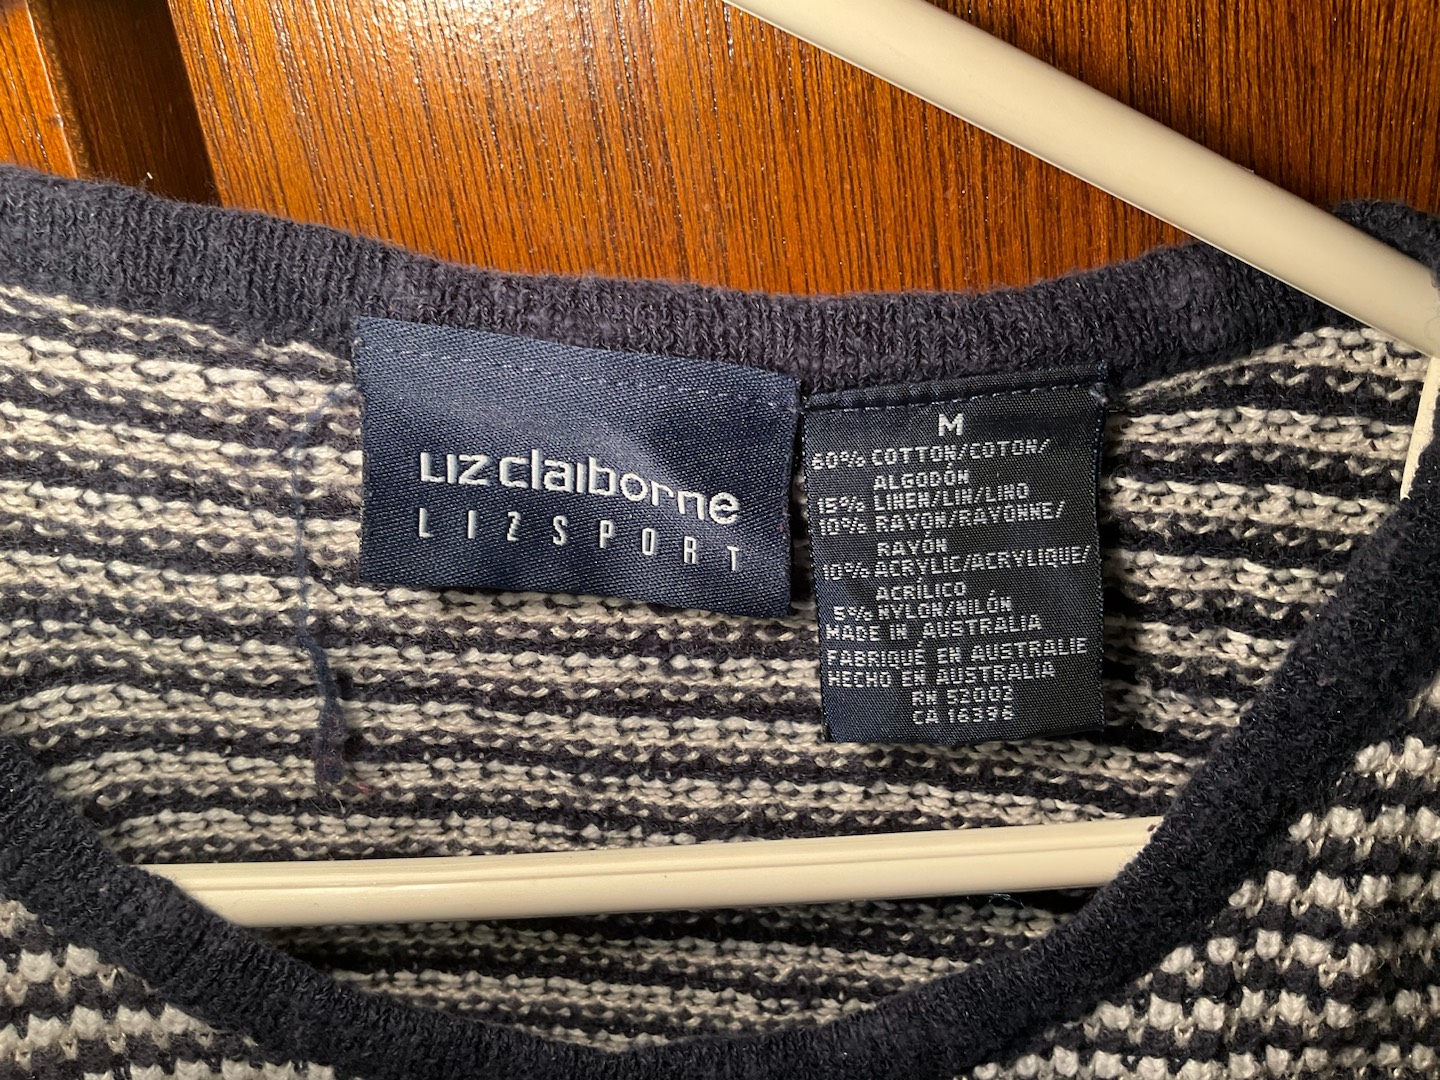 LIZ claiborne
LIZSPORT
M
60% COTTON/COTON/
ALGODÓN
15% LINEN/LIN/LINO
10% RAYON/RAYONNE/
RAYÓN
10% ACRYLIC/ACRYLIQUE/
ACRÍLICO
5% NYLON/NILÓN
MADE IN AUSTRALIA
FABRIQUÉ EN AUSTRALIE
HECHO EN AUSTRALIA
RN 52002
CA 16396